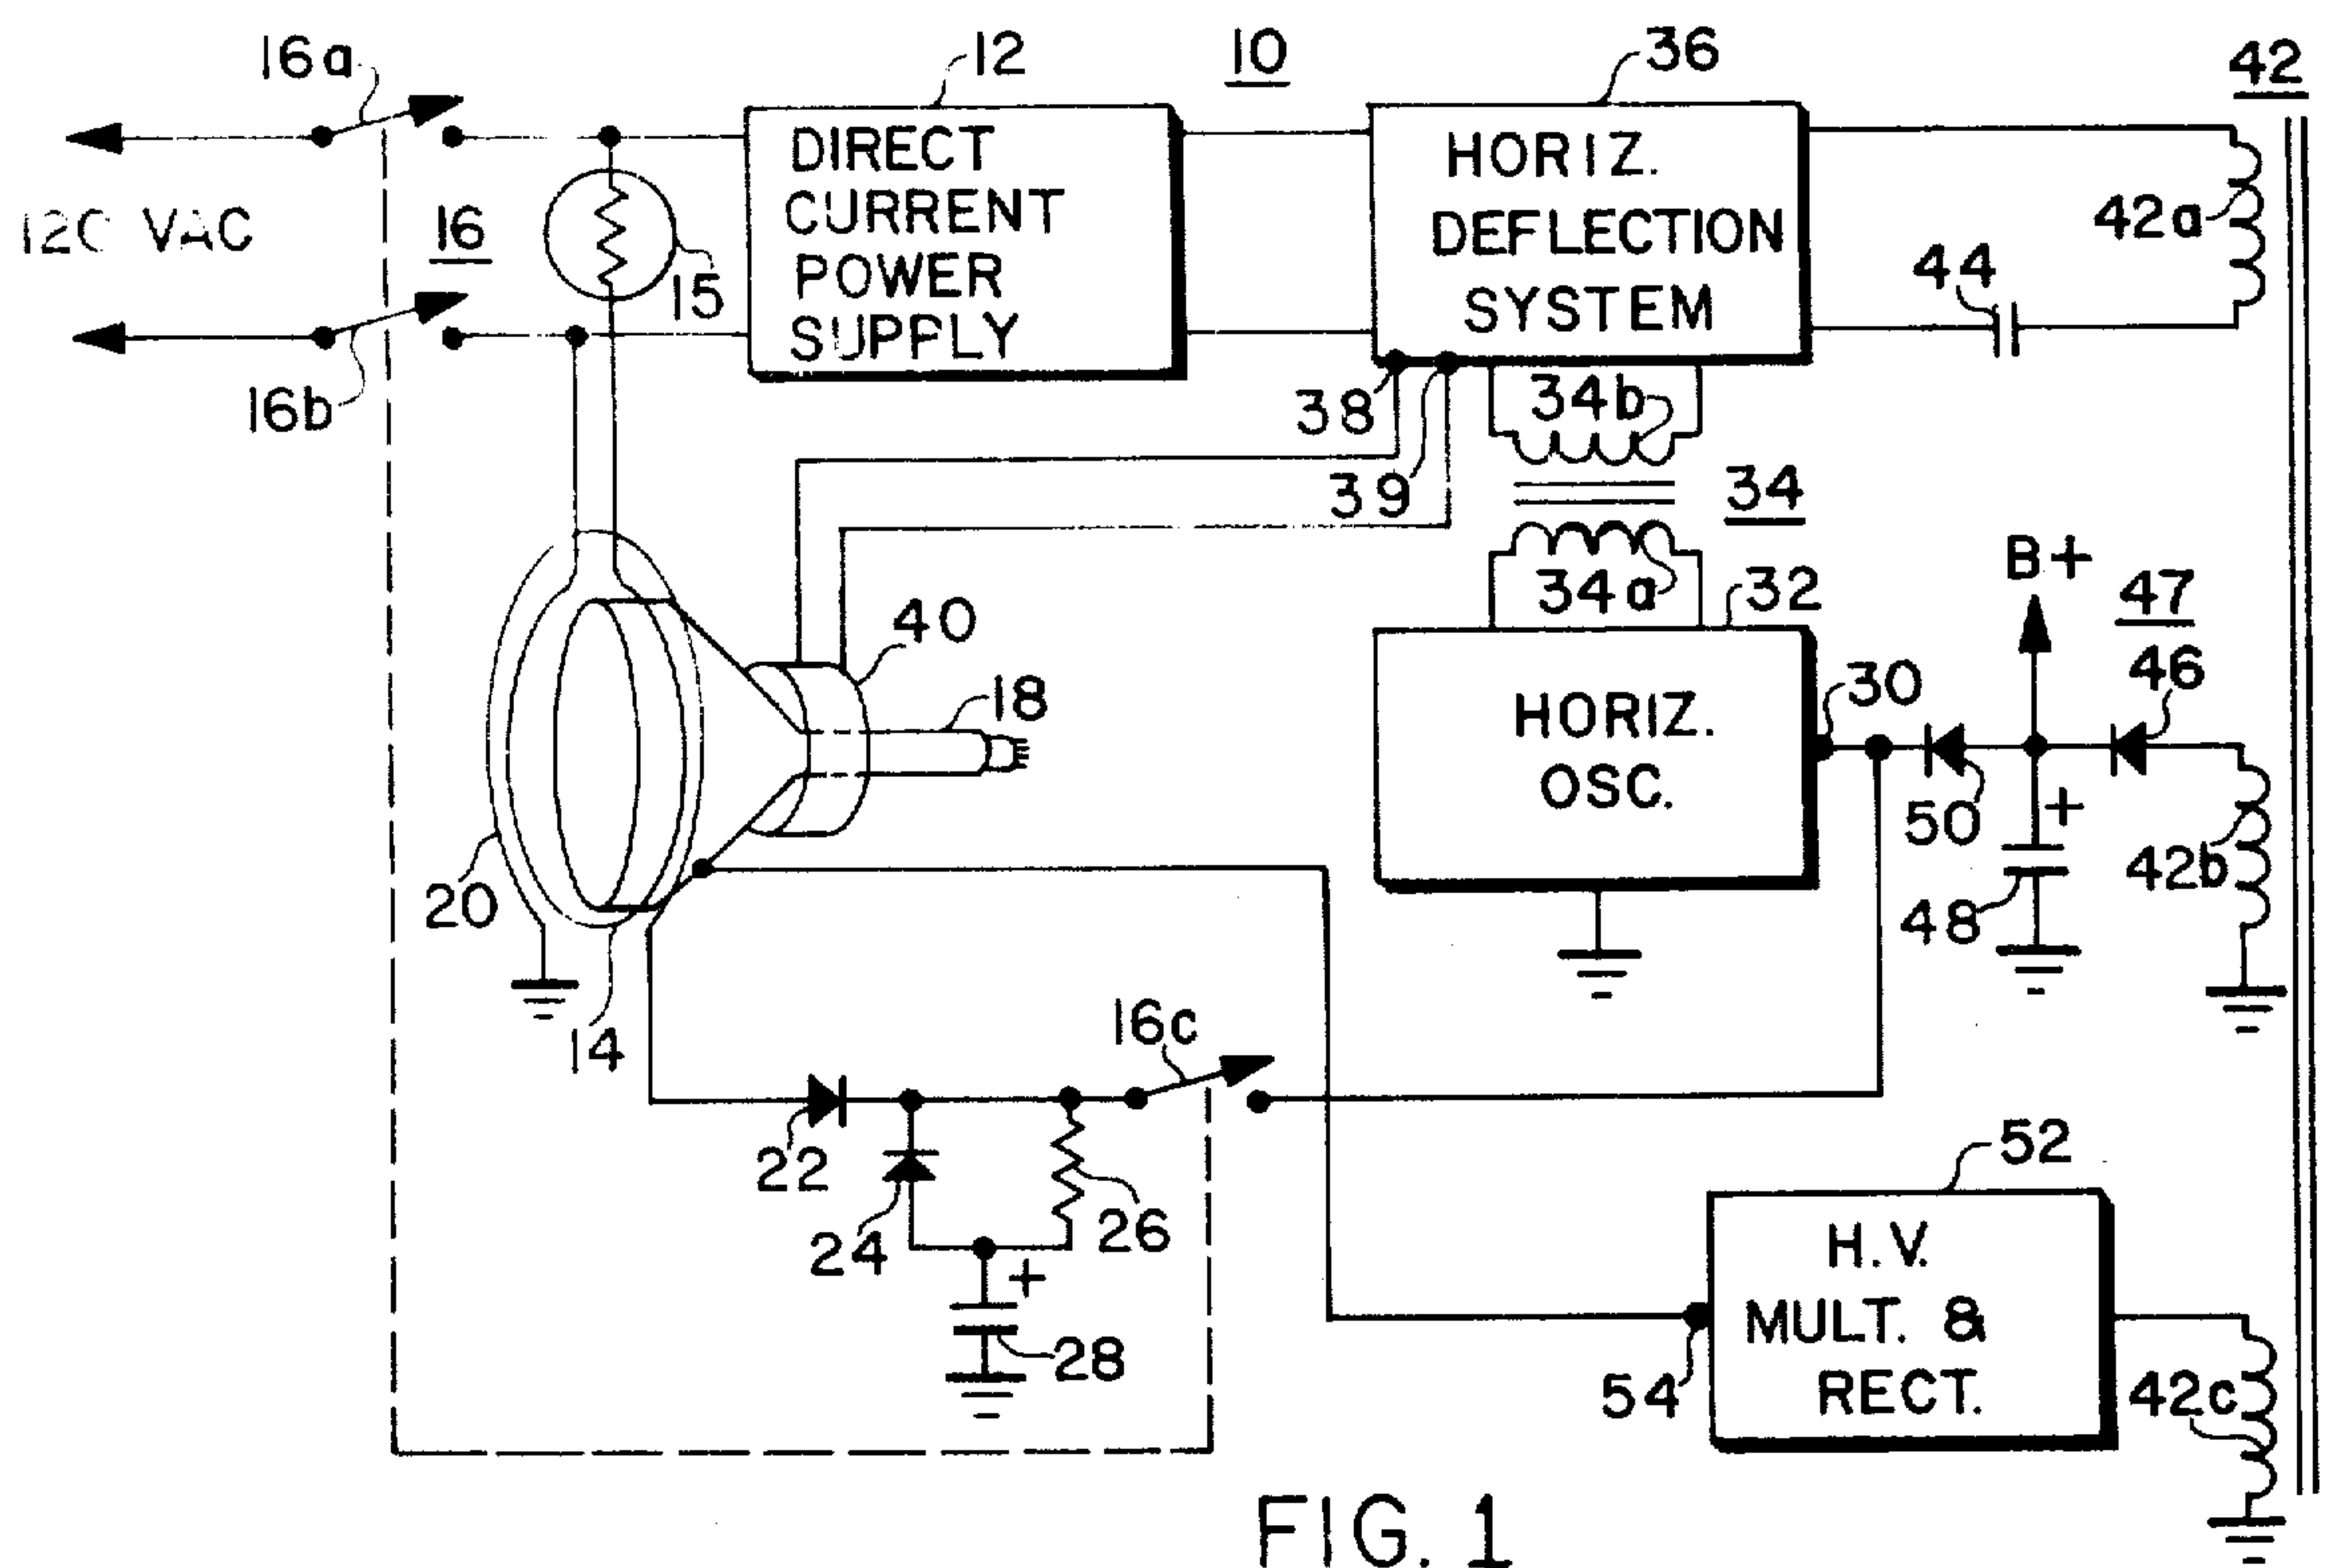 16a
12
10
36
42
DIRECT
CURRENT
POWER
SUPPLY
HORIZ.
DEFLECTION
SYSTEM
120 VAC
16
15
42a
44
16b
38
34b
39
34
34a
32
B+
47
40
18
HORIZ.
OSC.
30
46
50
+
42b
48
20
14
16c
22
24
26
+
28
52
H.V.
MULT. &
RECT.
54
42c
FIG. 1